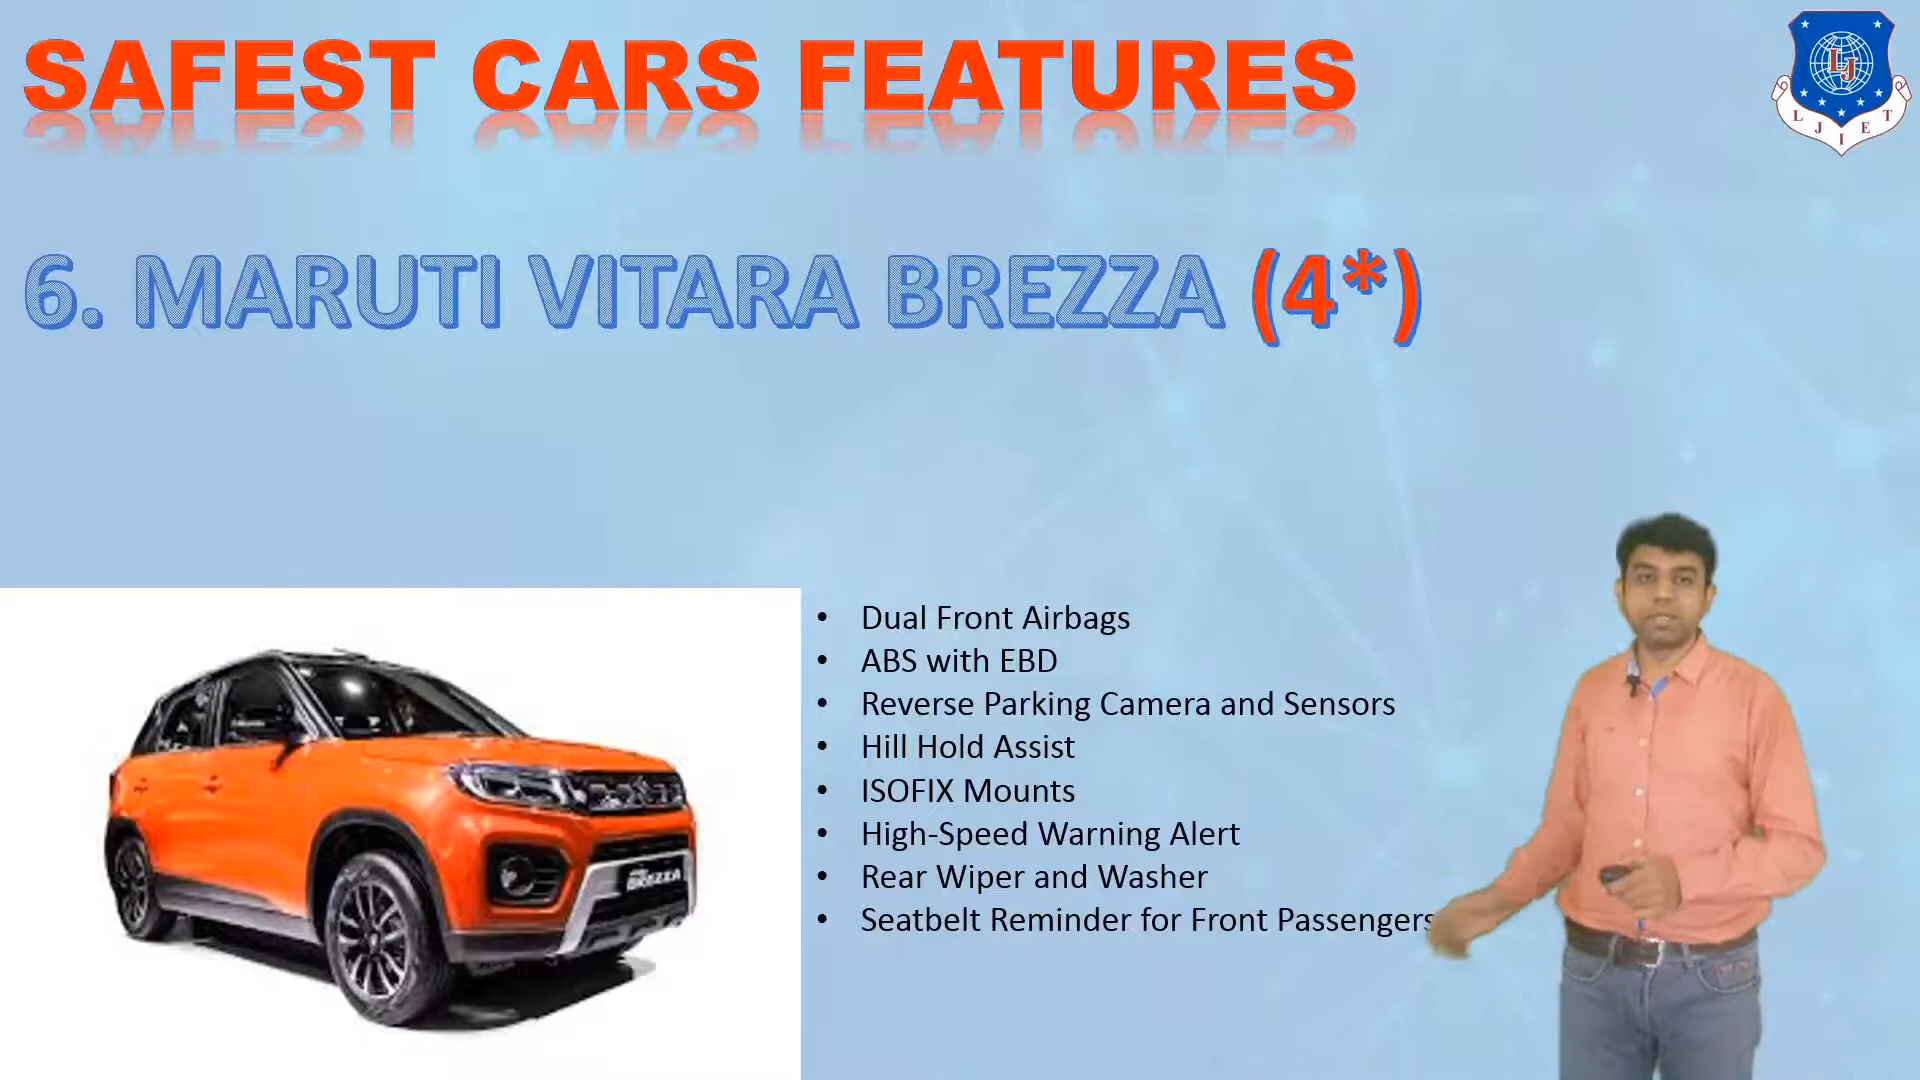 SAFEST CARS FEATURES
LJ
LJIET
6. MARUTI VITARA BREZZA (4*)
• Dual Front Airbags
• ABS with EBD
• Reverse Parking Camera and Sensors
• Hill Hold Assist
• ISOFIX Mounts
• High-Speed Warning Alert
• Rear Wiper and Washer
• Seatbelt Reminder for Front Passengers
BREZZA